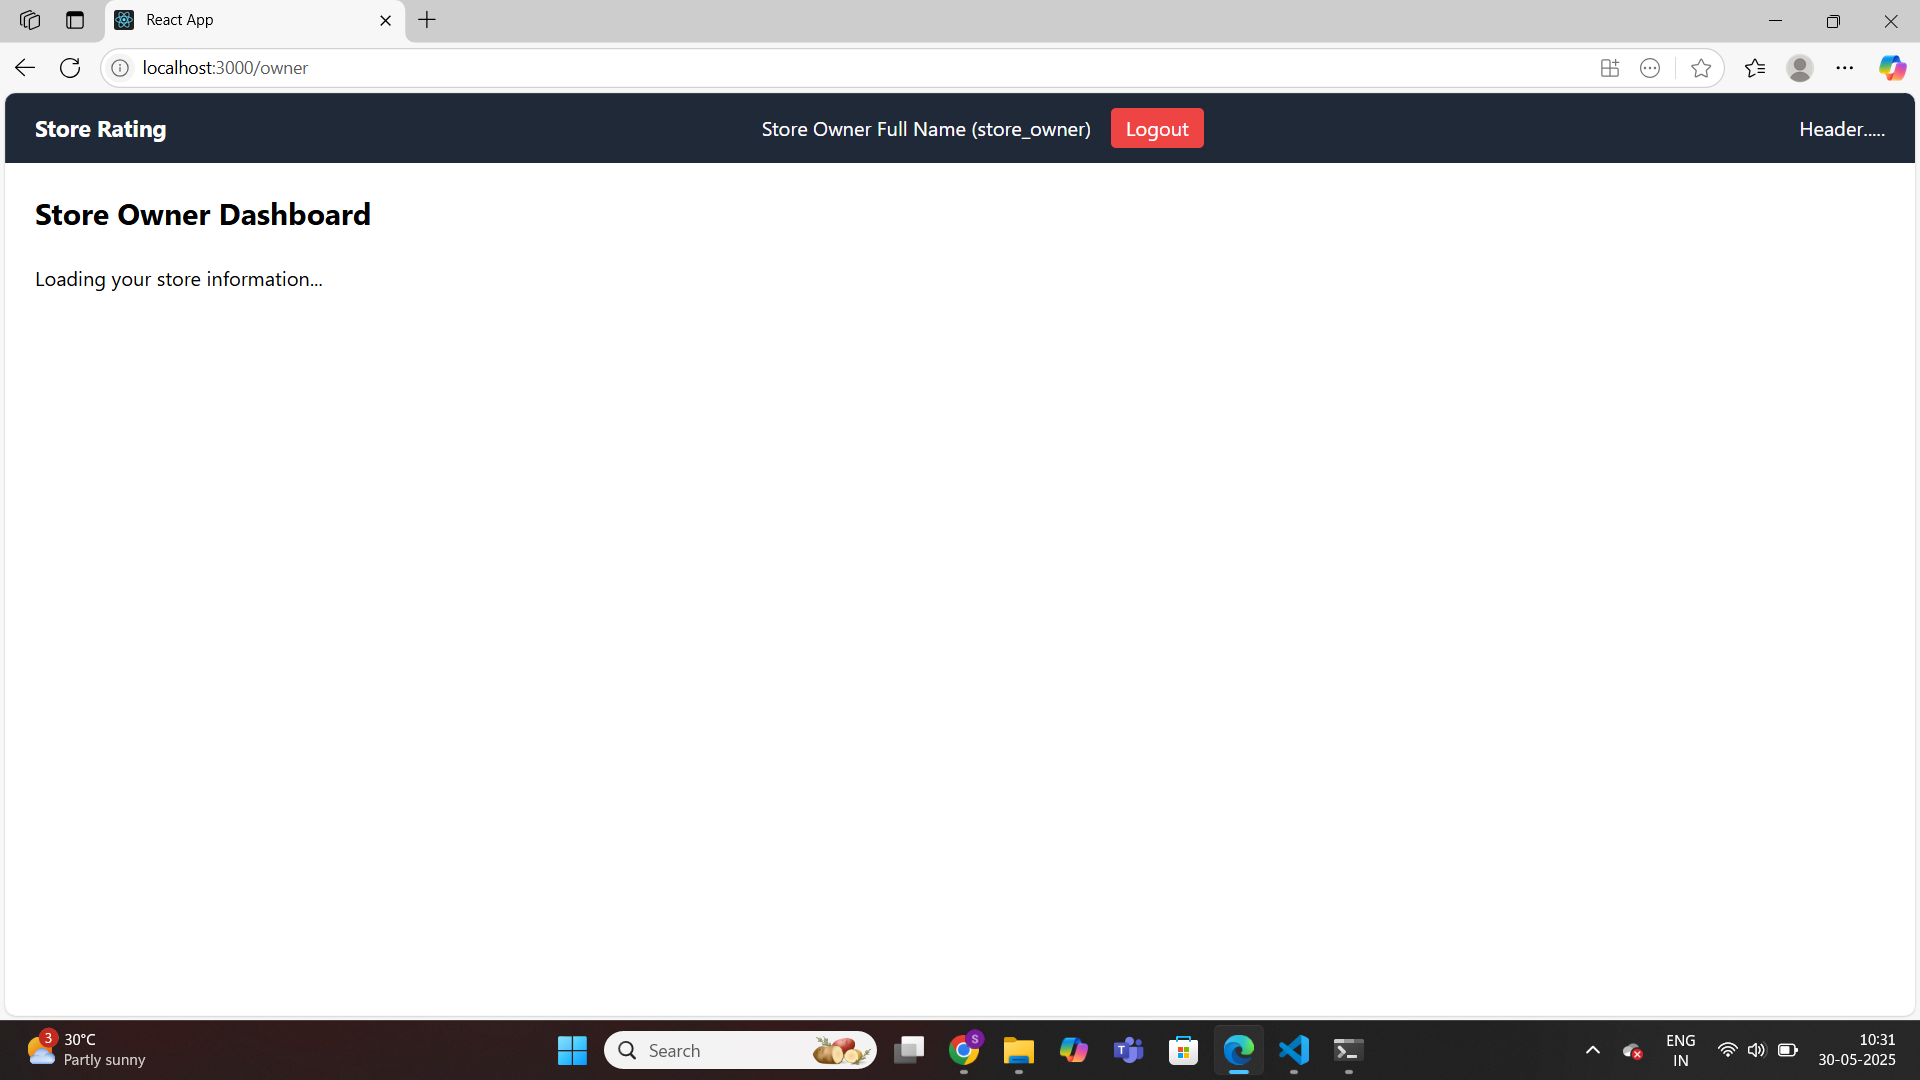 React App
localhost:3000/owner
Store Rating
Store Owner Full Name (store_owner)
Logout
Header.....
Store Owner Dashboard
Loading your store information...
3
30°C
Partly sunny
Search
S
T
ENG
IN
10:31
30-05-2025